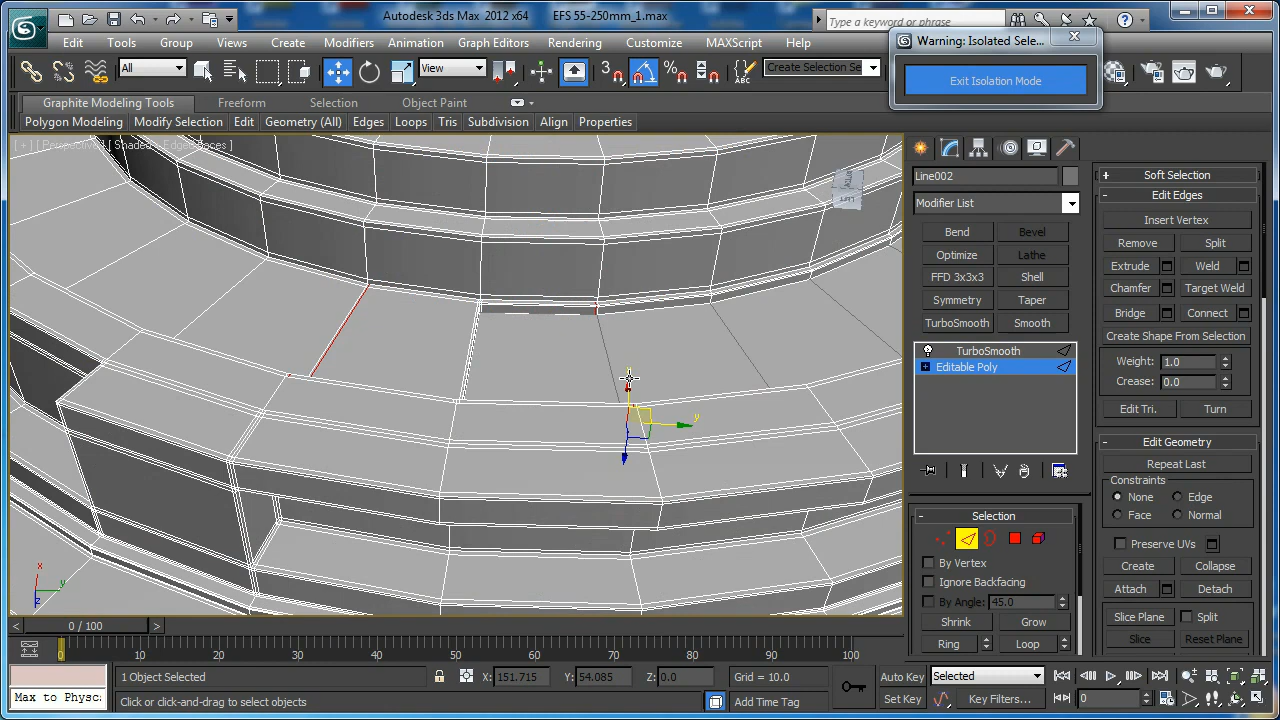 Autodesk 3ds Max 2012 x64 EFS 55-250mm_1.max
Type a keyword or phrase
Edit Tools Group Views Create Modifiers Animation Graph Editors Rendering Customize MAXScript Help
Warning: Isolated Sele...
Exit Isolation Mode
All
View
3
Create Selection Se
Graphite Modeling Tools Freeform Selection Object Paint
Polygon Modeling Modify Selection Edit Geometry (All) Edges Loops Tris Subdivision Align Properties
[ + ] [ Perspective ] [ Shaded + Edged Faces ]
LEFT
y
x
y
z
Line002
Modifier List
Bend Bevel
Optimize Lathe
FFD 3x3x3 Shell
Symmetry Taper
TurboSmooth Smooth
TurboSmooth
Editable Poly
Selection
By Vertex
Ignore Backfacing
By Angle: 45.0
Shrink Grow
Ring Loop
Soft Selection
Edit Edges
Insert Vertex
Remove Split
Extrude Weld
Chamfer Target Weld
Bridge Connect
Create Shape From Selection
Weight: 1.0
Crease: 0.0
Edit Tri. Turn
Edit Geometry
Repeat Last
Constraints
None Edge
Face Normal
Preserve UVs
Create Collapse
Attach Detach
Slice Plane Split
Slice Reset Plane
0 / 100
0 10 20 30 40 50 60 70 80 90 100
1 Object Selected X: 151.715 Y: 54.085 Z: 0.0 Grid = 10.0
Auto Key Selected
Max to Physc
Click or click-and-drag to select objects
Add Time Tag
Set Key Key Filters... 0